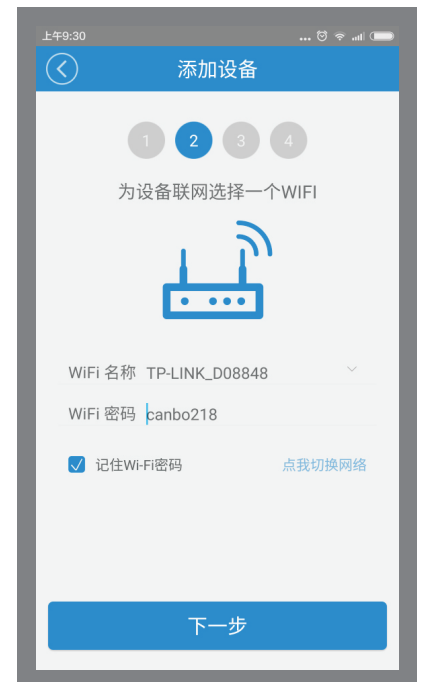 上午9:30
添加设备
1 2 3 4
为设备联网选择一个WIFI
WiFi 名称 TP-LINK_D08848
WiFi 密码 canbo218
记住Wi-Fi密码 点我切换网络
下一步